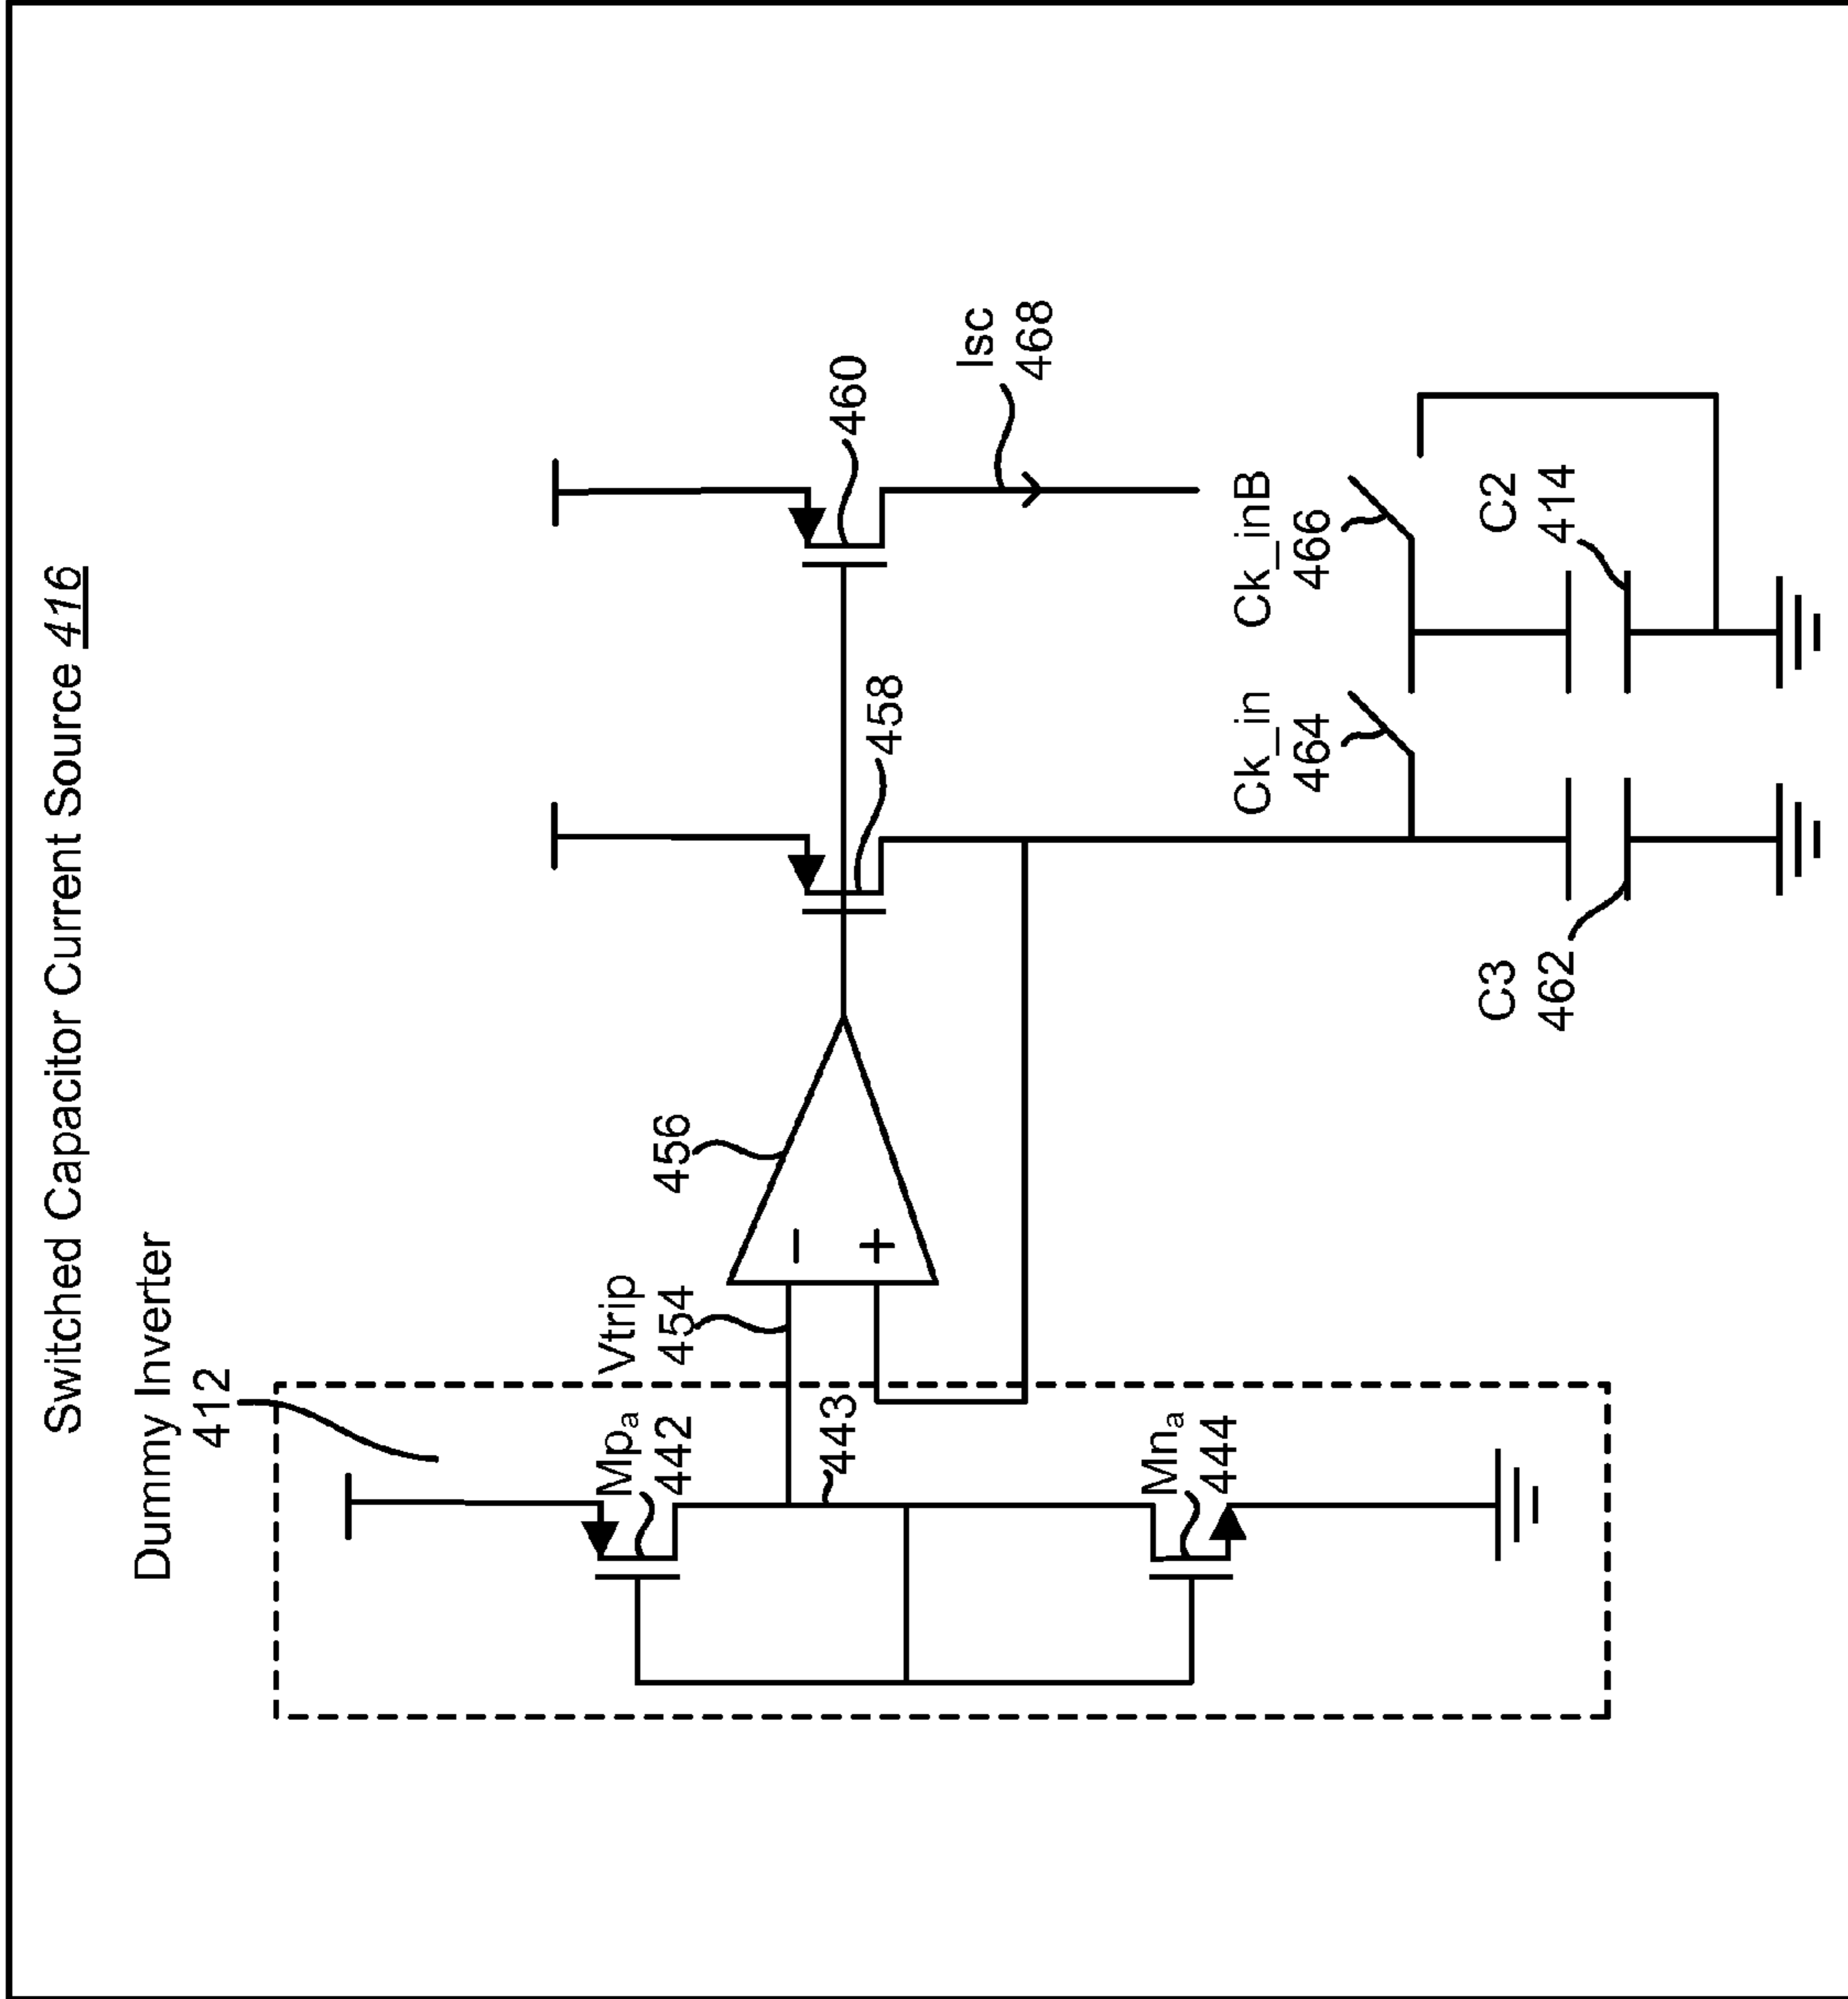 Switched Capacitor Current Source 416
Dummy Inverter
412
Vtrip
454
Mpa
442
443
Mna
444
456
−
+
458
460
Isc
468
Ck_in
464
Ck_inB
466
C3
462
C2
414